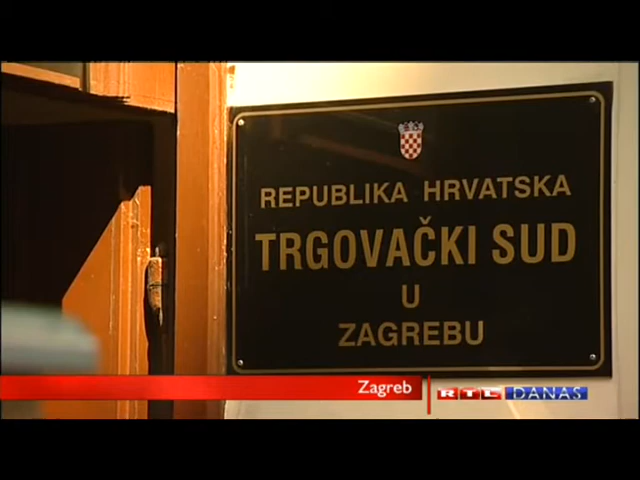 REPUBLIKA HRVATSKA
TRGOVAČKI SUD
U
ZAGREBU
Zagreb
RTL DANAS